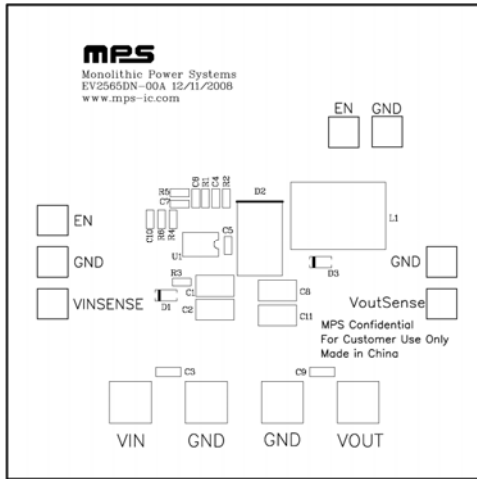 mps
Monolithic Power Systems
EV2565DN-00A 12/11/2008
www.mps-ic.com
EN GND
R5
C7
C8 R1 C4 R2
D2
L1
C10 R6 R4
U1
C5
EN
GND
VINSENSE
R3
D1
C1
C2
C6
C11
D3
GND
VoutSense
MPS Confidential
For Customer Use Only
Made in China
C3
C9
VIN GND GND VOUT